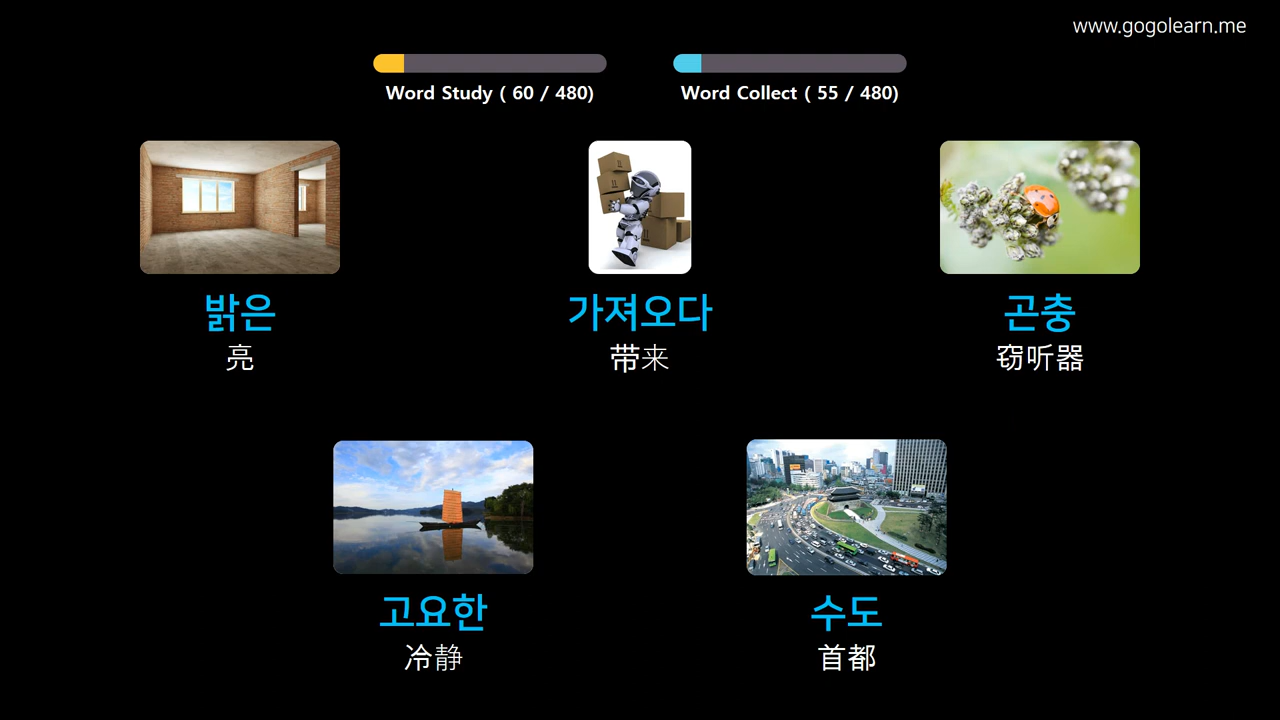 www.gogolearn.me
Word Study ( 60 / 480)
Word Collect ( 55 / 480)
밝은
亮
가져오다
带来
곤충
窃听器
고요한
冷静
수도
首都